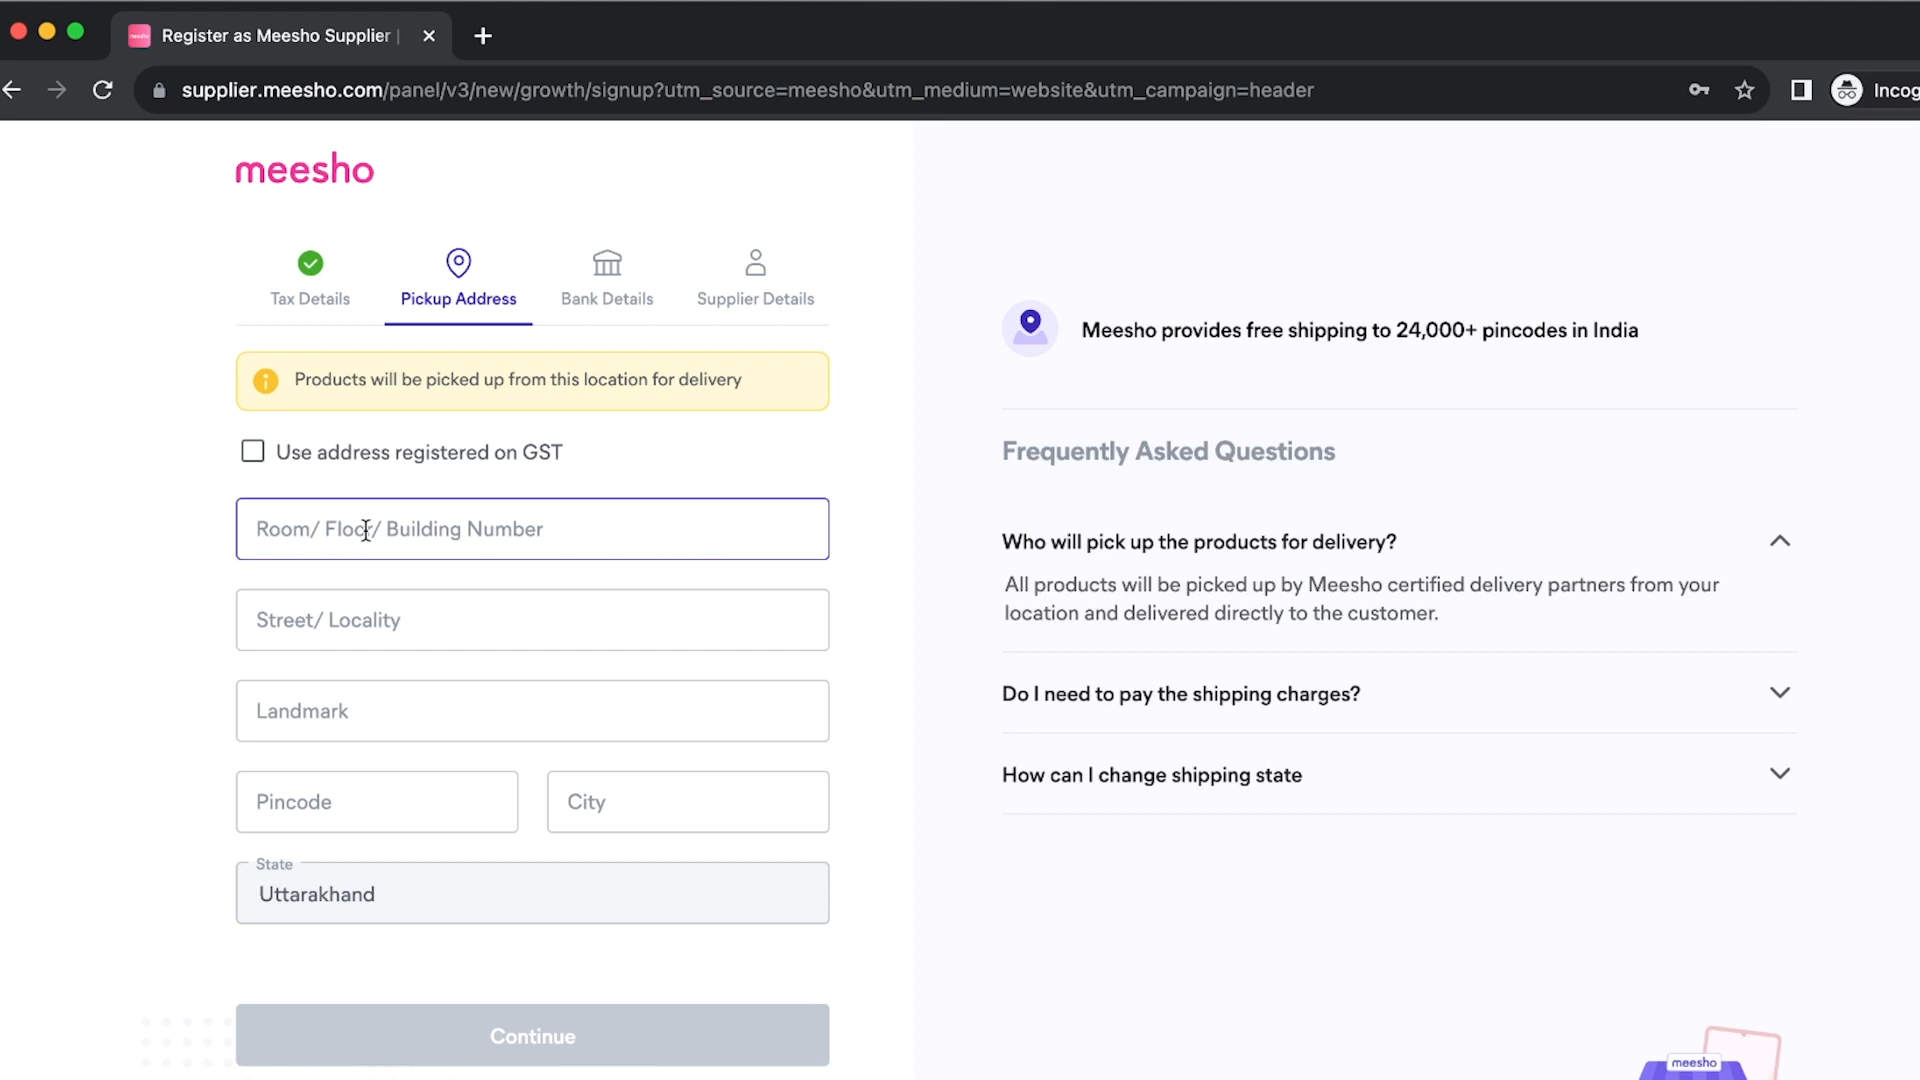 Register as Meesho Supplier |
supplier.meesho.com/panel/v3/new/growth/signup?utm_source=meesho&utm_medium=website&utm_campaign=header
Incog
meesho
Tax Details
Pickup Address
Bank Details
Supplier Details
Products will be picked up from this location for delivery
Use address registered on GST
Room/ Floor/ Building Number
Street/ Locality
Landmark
Pincode
City
State
Uttarakhand
Continue
Meesho provides free shipping to 24,000+ pincodes in India
Frequently Asked Questions
Who will pick up the products for delivery?
All products will be picked up by Meesho certified delivery partners from your
location and delivered directly to the customer.
Do I need to pay the shipping charges?
How can I change shipping state
meesho